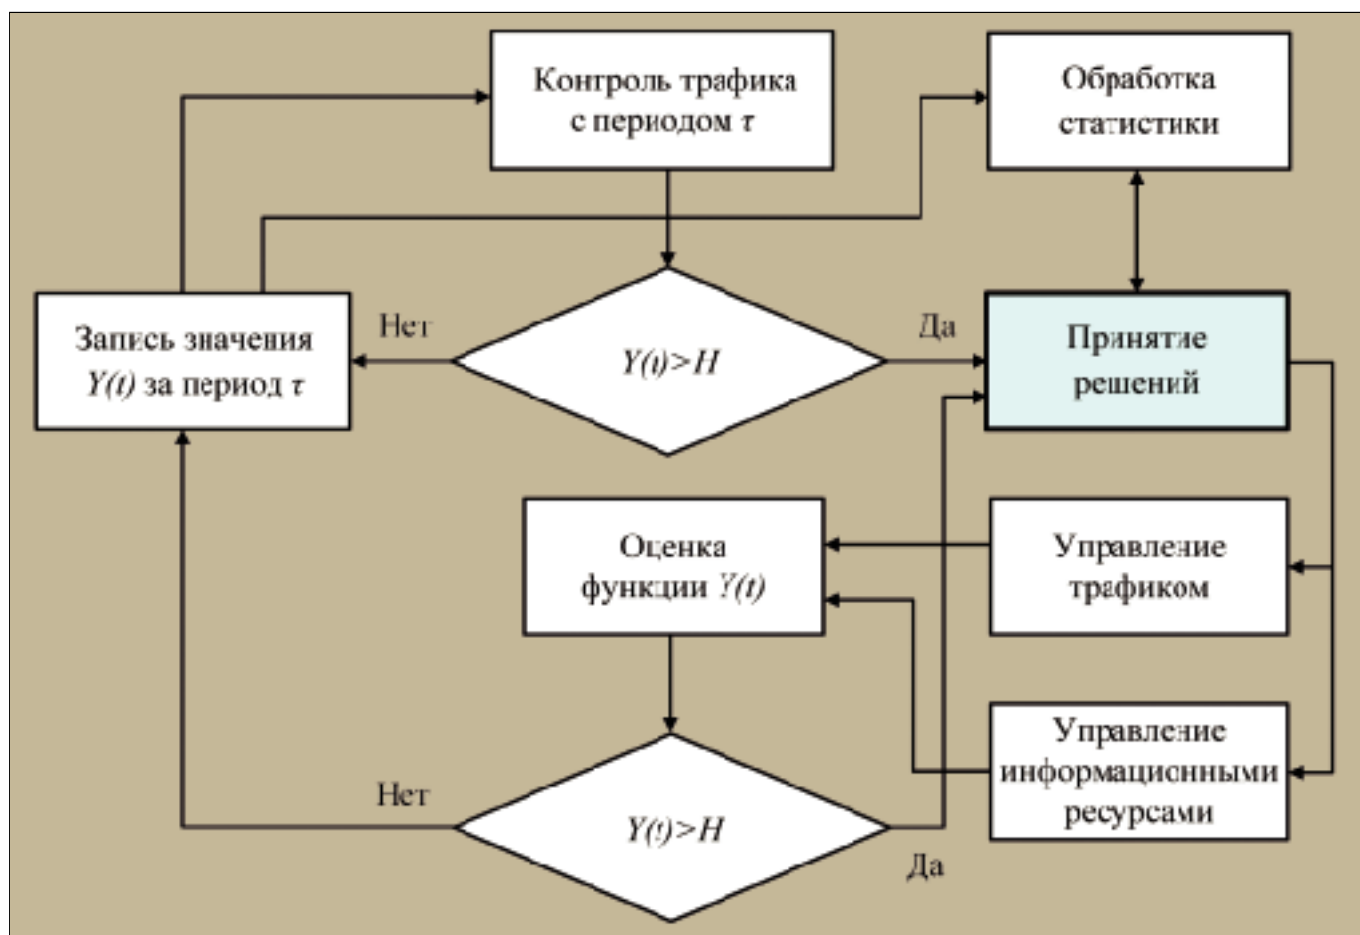 Контроль трафика
с периодом τ
Обработка
статистики
Запись значения
Y(t) за период τ
Нет
Y(t)>H
Да
Принятие
решений
Оценка
функции Y(t)
Управление
трафиком
Управление
информационными
ресурсами
Нет
Y(t)>H
Да